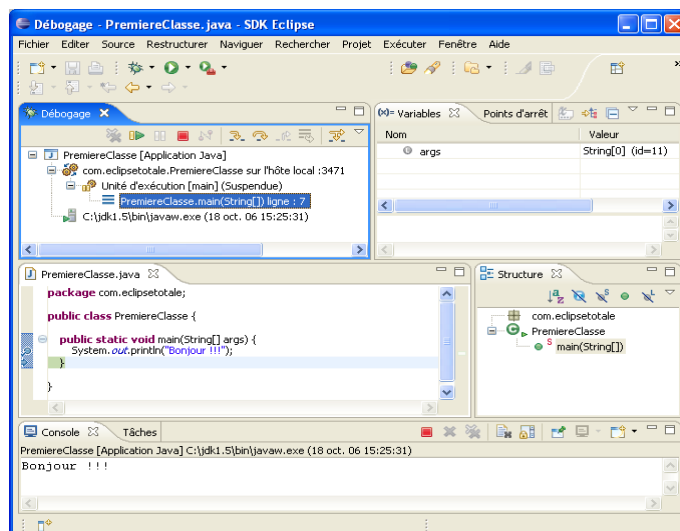 Débogage - PremiereClasse.java - SDK Eclipse
Fichier Editer Source Restructurer Naviguer Rechercher Projet Exécuter Fenêtre Aide
Débogage
PremiereClasse [Application Java]
com.eclipsetotale.PremiereClasse sur l'hôte local :3471
Unité d'exécution [main] (Suspendue)
PremiereClasse.main(String[]) ligne : 7
C:\jdk1.5\bin\javaw.exe (18 oct. 06 15:25:31)
(x)= Variables Points d'arrêt
Nom Valeur
args String[0] (id=11)
PremiereClasse.java
package com.eclipsetotale;
public class PremiereClasse {
public static void main(String[] args) {
System.out.println("Bonjour !!!");
}
}
Structure
com.eclipsetotale
PremiereClasse
main(String[])
Console Tâches
PremiereClasse [Application Java] C:\jdk1.5\bin\javaw.exe (18 oct. 06 15:25:31)
Bonjour !!!